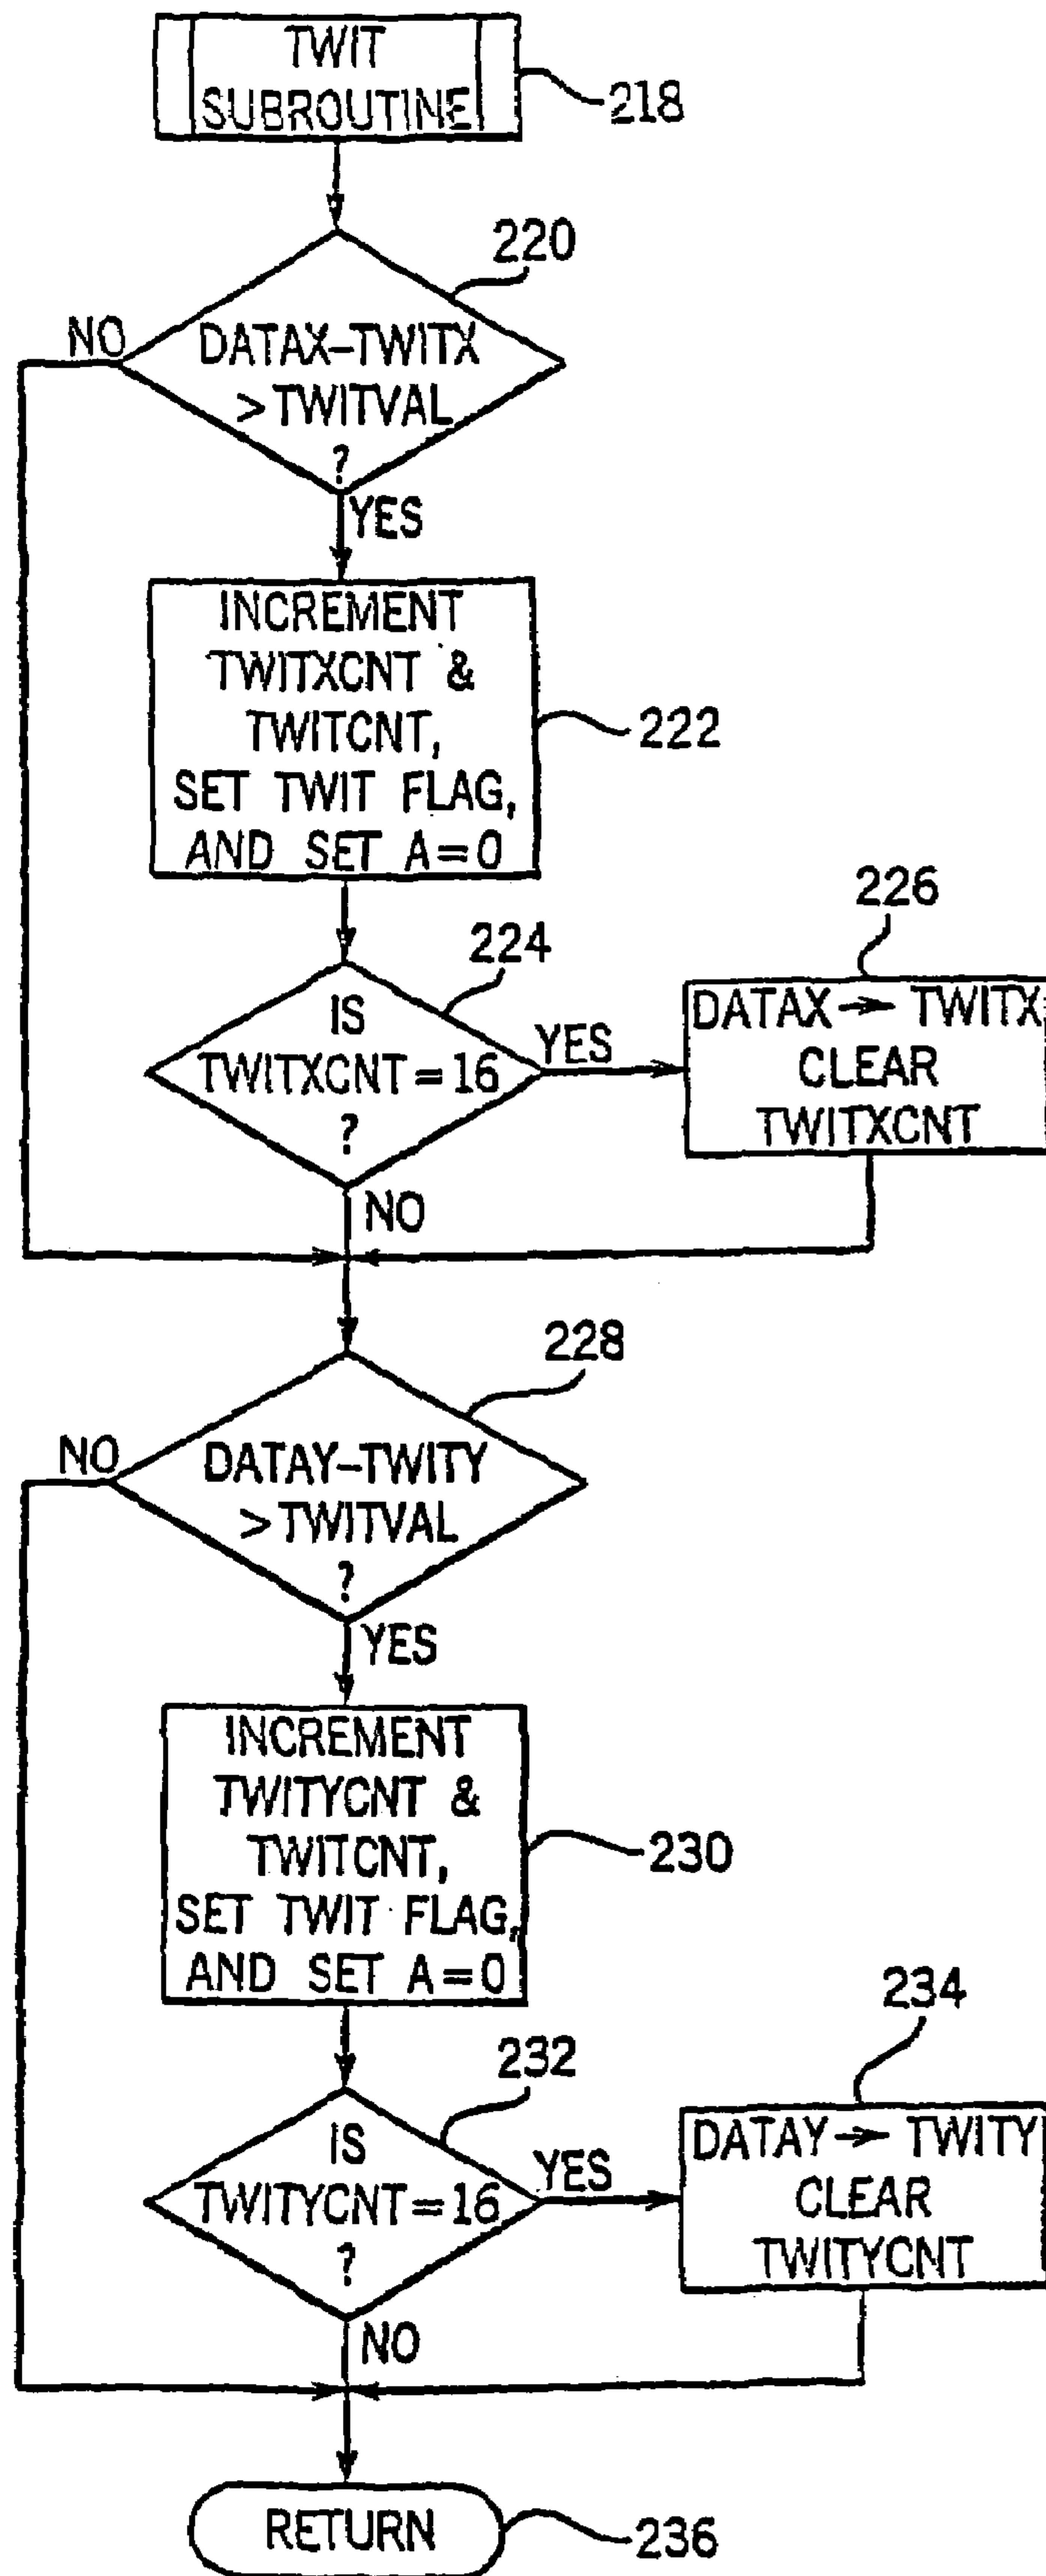 TWIT
SUBROUTINE
218
220
NO
DATAX-TWITX
>TWITVAL
?
YES
INCREMENT
TWITXCNT &
TWITCNT,
SET TWIT FLAG,
AND SET A=0
222
224
IS
TWITXCNT=16
?
YES
226
DATAX → TWITX
CLEAR
TWITXCNT
NO
228
NO
DATAY-TWITY
>TWITVAL
?
YES
INCREMENT
TWITYCNT &
TWITCNT,
SET TWIT FLAG,
AND SET A=0
230
232
IS
TWITYCNT=16
?
YES
234
DATAY → TWITY
CLEAR
TWITYCNT
NO
RETURN
236